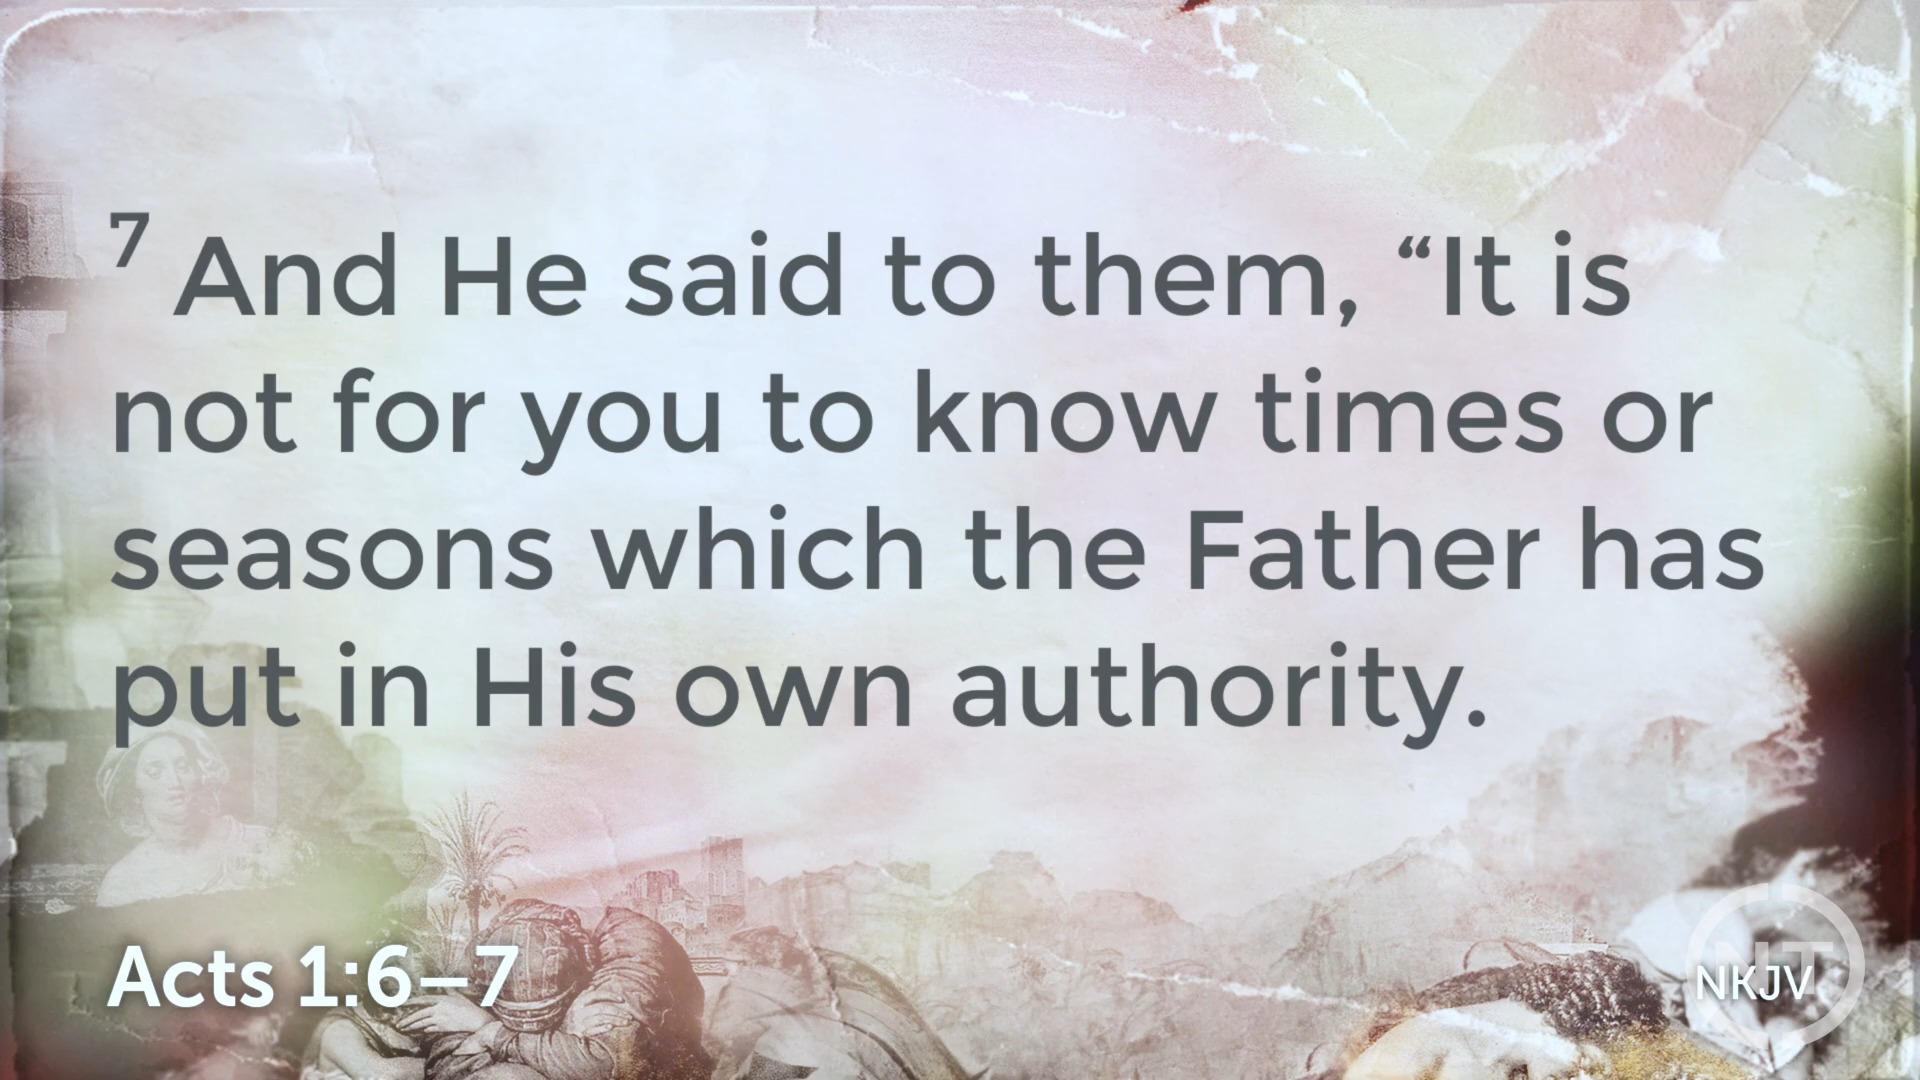 7 And He said to them, “It is
not for you to know times or
seasons which the Father has
put in His own authority.
Acts 1:6–7
NT
NKJV